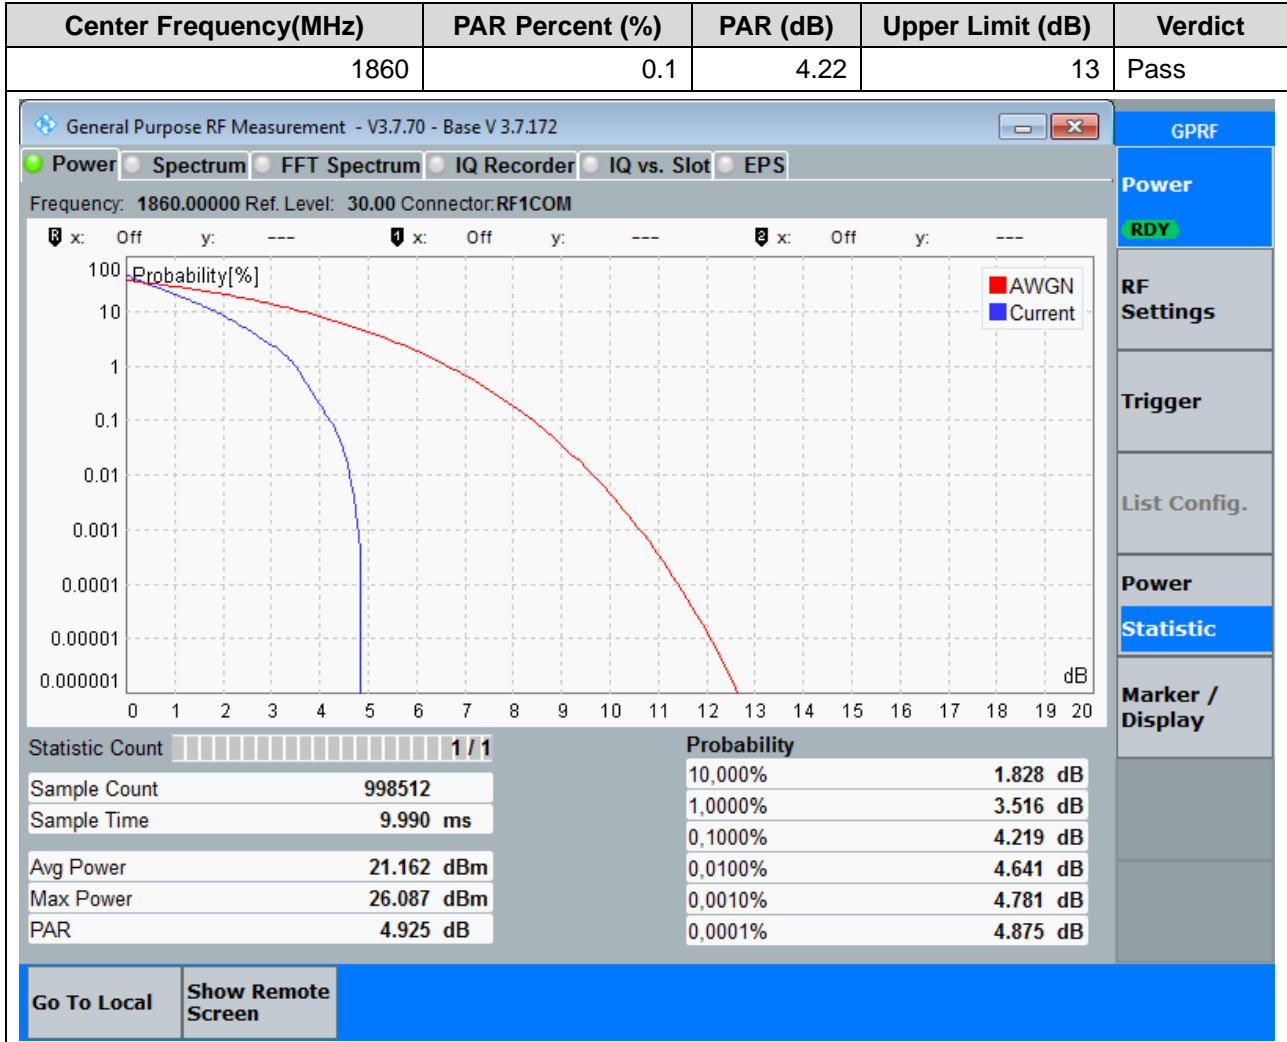 Center Frequency(MHz) PAR Percent (%) PAR (dB) Upper Limit (dB) Verdict
1860 0.1 4.22 13 Pass
General Purpose RF Measurement - V3.7.70 - Base V 3.7.172
GPRF
Power Spectrum FFT Spectrum IQ Recorder IQ vs. Slot EPS
Frequency: 1860.00000 Ref. Level: 30.00 Connector: RF1COM
R x: Off y: --- 1 x: Off y: --- 2 x: Off y: ---
Probability[%]
AWGN
Current
100
10
1
0.1
0.01
0.001
0.0001
0.00001
0.000001
dB
0 1 2 3 4 5 6 7 8 9 10 11 12 13 14 15 16 17 18 19 20
Statistic Count 1 / 1
Sample Count 998512
Sample Time 9.990 ms
Avg Power 21.162 dBm
Max Power 26.087 dBm
PAR 4.925 dB
Probability
10,000% 1.828 dB
1,0000% 3.516 dB
0,1000% 4.219 dB
0,0100% 4.641 dB
0,0010% 4.781 dB
0,0001% 4.875 dB
Power
RDY
RF
Settings
Trigger
List Config.
Power
Statistic
Marker /
Display
Go To Local
Show Remote
Screen